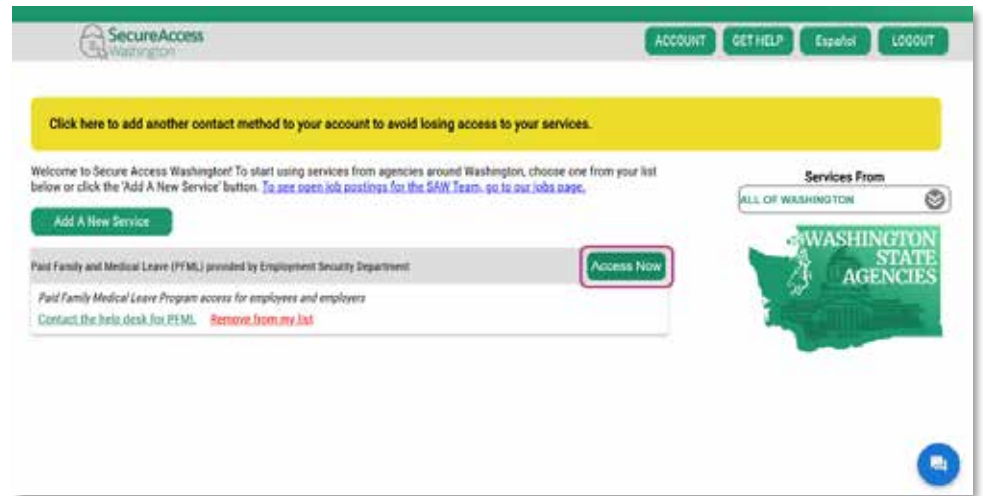 SecureAccess
Washington
ACCOUNT
GET HELP
Español
LOGOUT
Click here to add another contact method to your account to avoid losing access to your services.
Welcome to Secure Access Washington! To start using services from agencies around Washington, choose one from your list
below or click the 'Add A New Service' button. To see open job postings for the SAW Team, go to our jobs page.
Services From
ALL OF WASHINGTON
Add A New Service
WASHINGTON
STATE
AGENCIES
Paid Family and Medical Leave (PFML) provided by Employment Security Department
Access Now
Paid Family Medical Leave Program access for employees and employers
Contact the help desk for PFML
Remove from my list